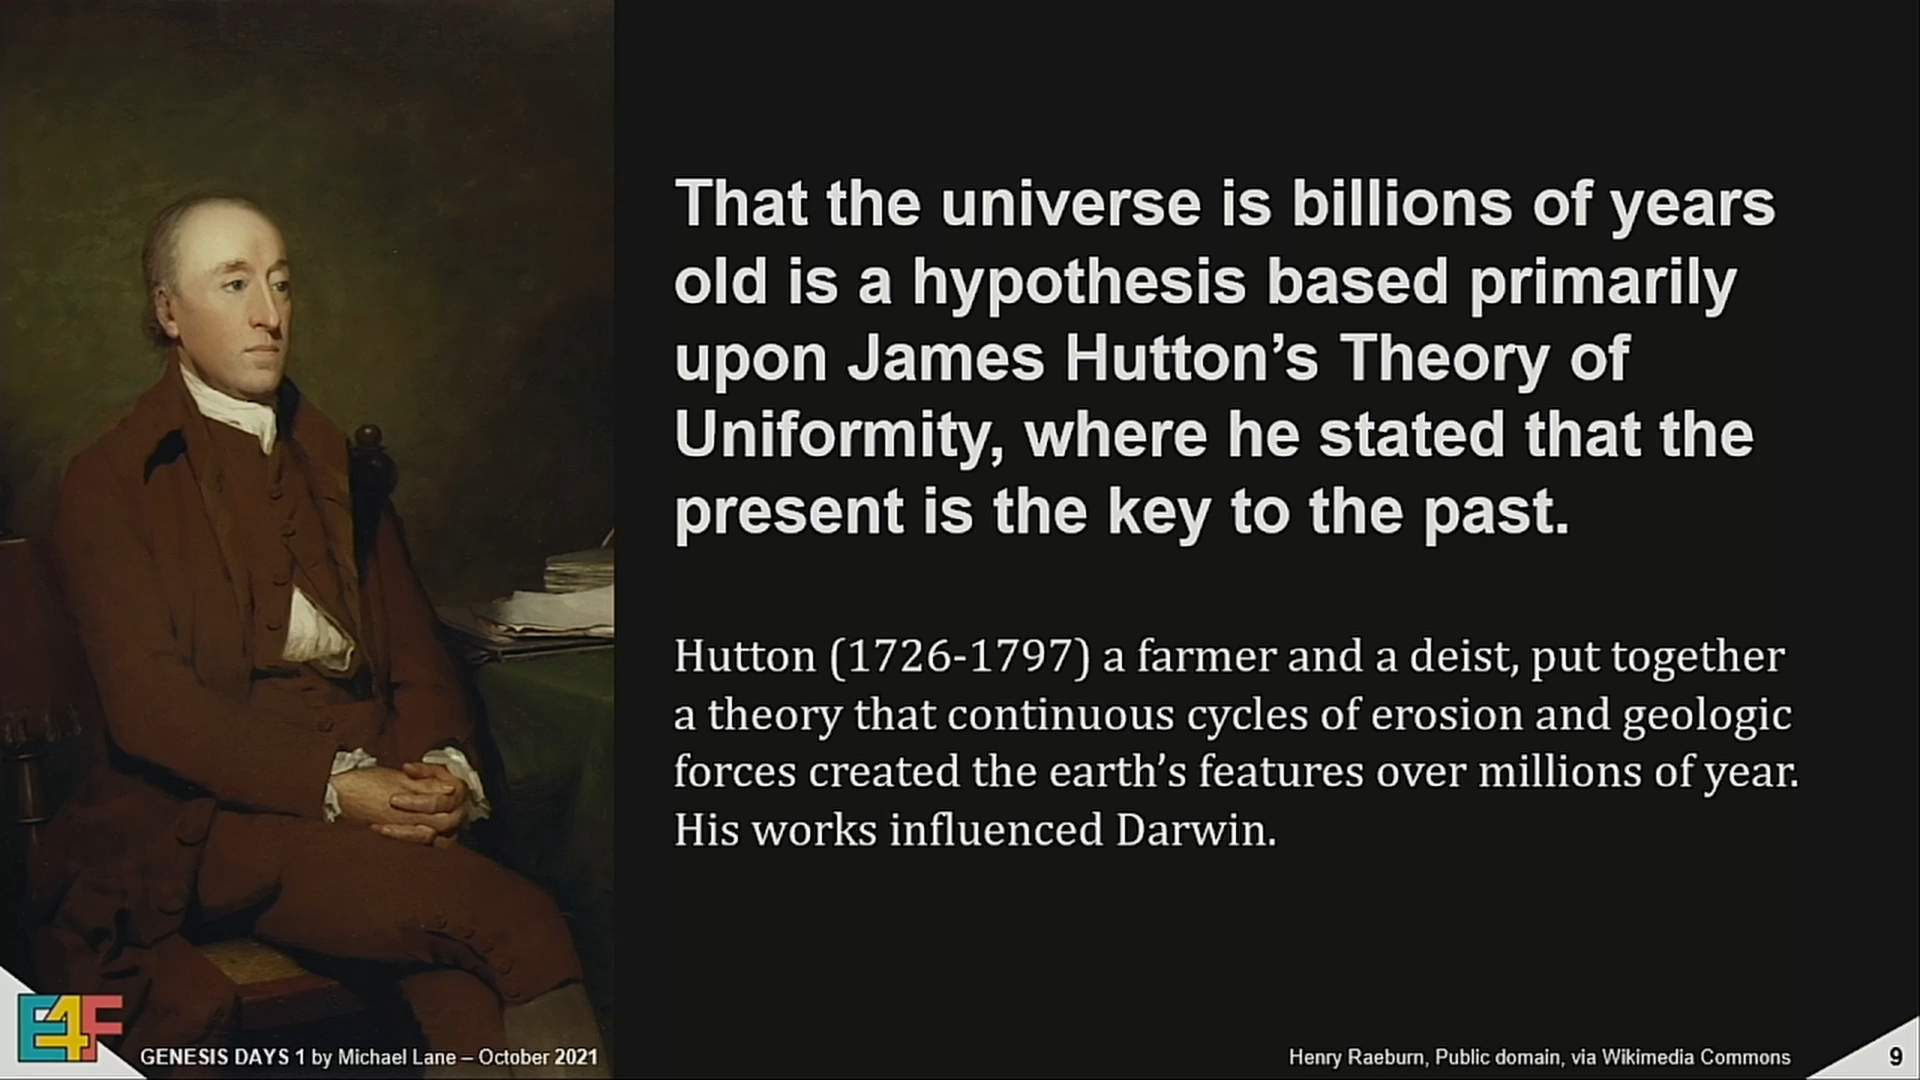 That the universe is billions of years
old is a hypothesis based primarily
upon James Hutton’s Theory of
Uniformity, where he stated that the
present is the key to the past.
Hutton (1726-1797) a farmer and a deist, put together
a theory that continuous cycles of erosion and geologic
forces created the earth’s features over millions of year.
His works influenced Darwin.
E4F
GENESIS DAYS 1 by Michael Lane – October 2021
Henry Raeburn, Public domain, via Wikimedia Commons
9